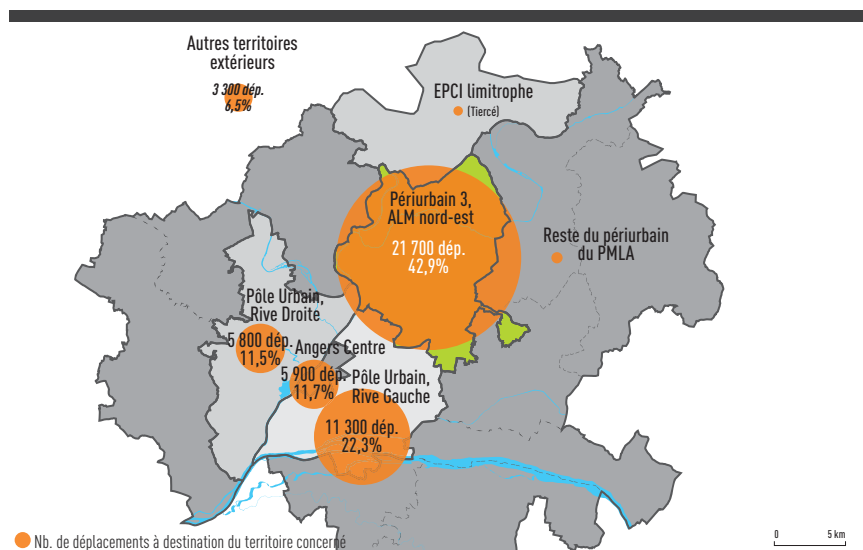 Autres territoires
extérieurs
3 300 dép.
6,5%
EPCI limitrophe
(Tiercé)
Périurbain 3,
ALM nord-est
21 700 dép.
42,9%
Reste du périurbain
du PMLA
Pôle Urbain,
Rive Droite
5 800 dép.
11,5%
Angers Centre
5 900 dép.
11,7%
Pôle Urbain,
Rive Gauche
11 300 dép.
22,3%
Nb. de déplacements à destination du territoire concerné
0 5 km